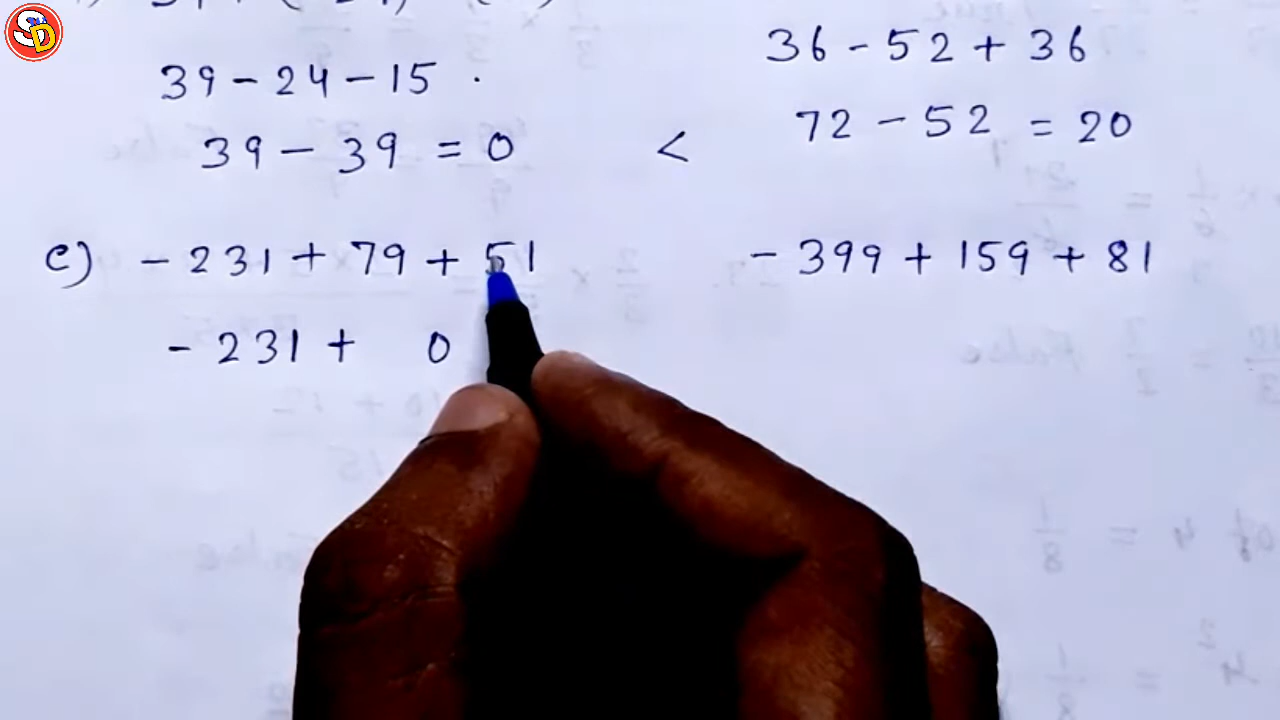 SD
39 - 24 - 15 .
39 - 39 = 0 <
36 - 52 + 36
72 - 52 = 20
c) - 231 + 79 + 51
- 399 + 159 + 81
- 231 + 0